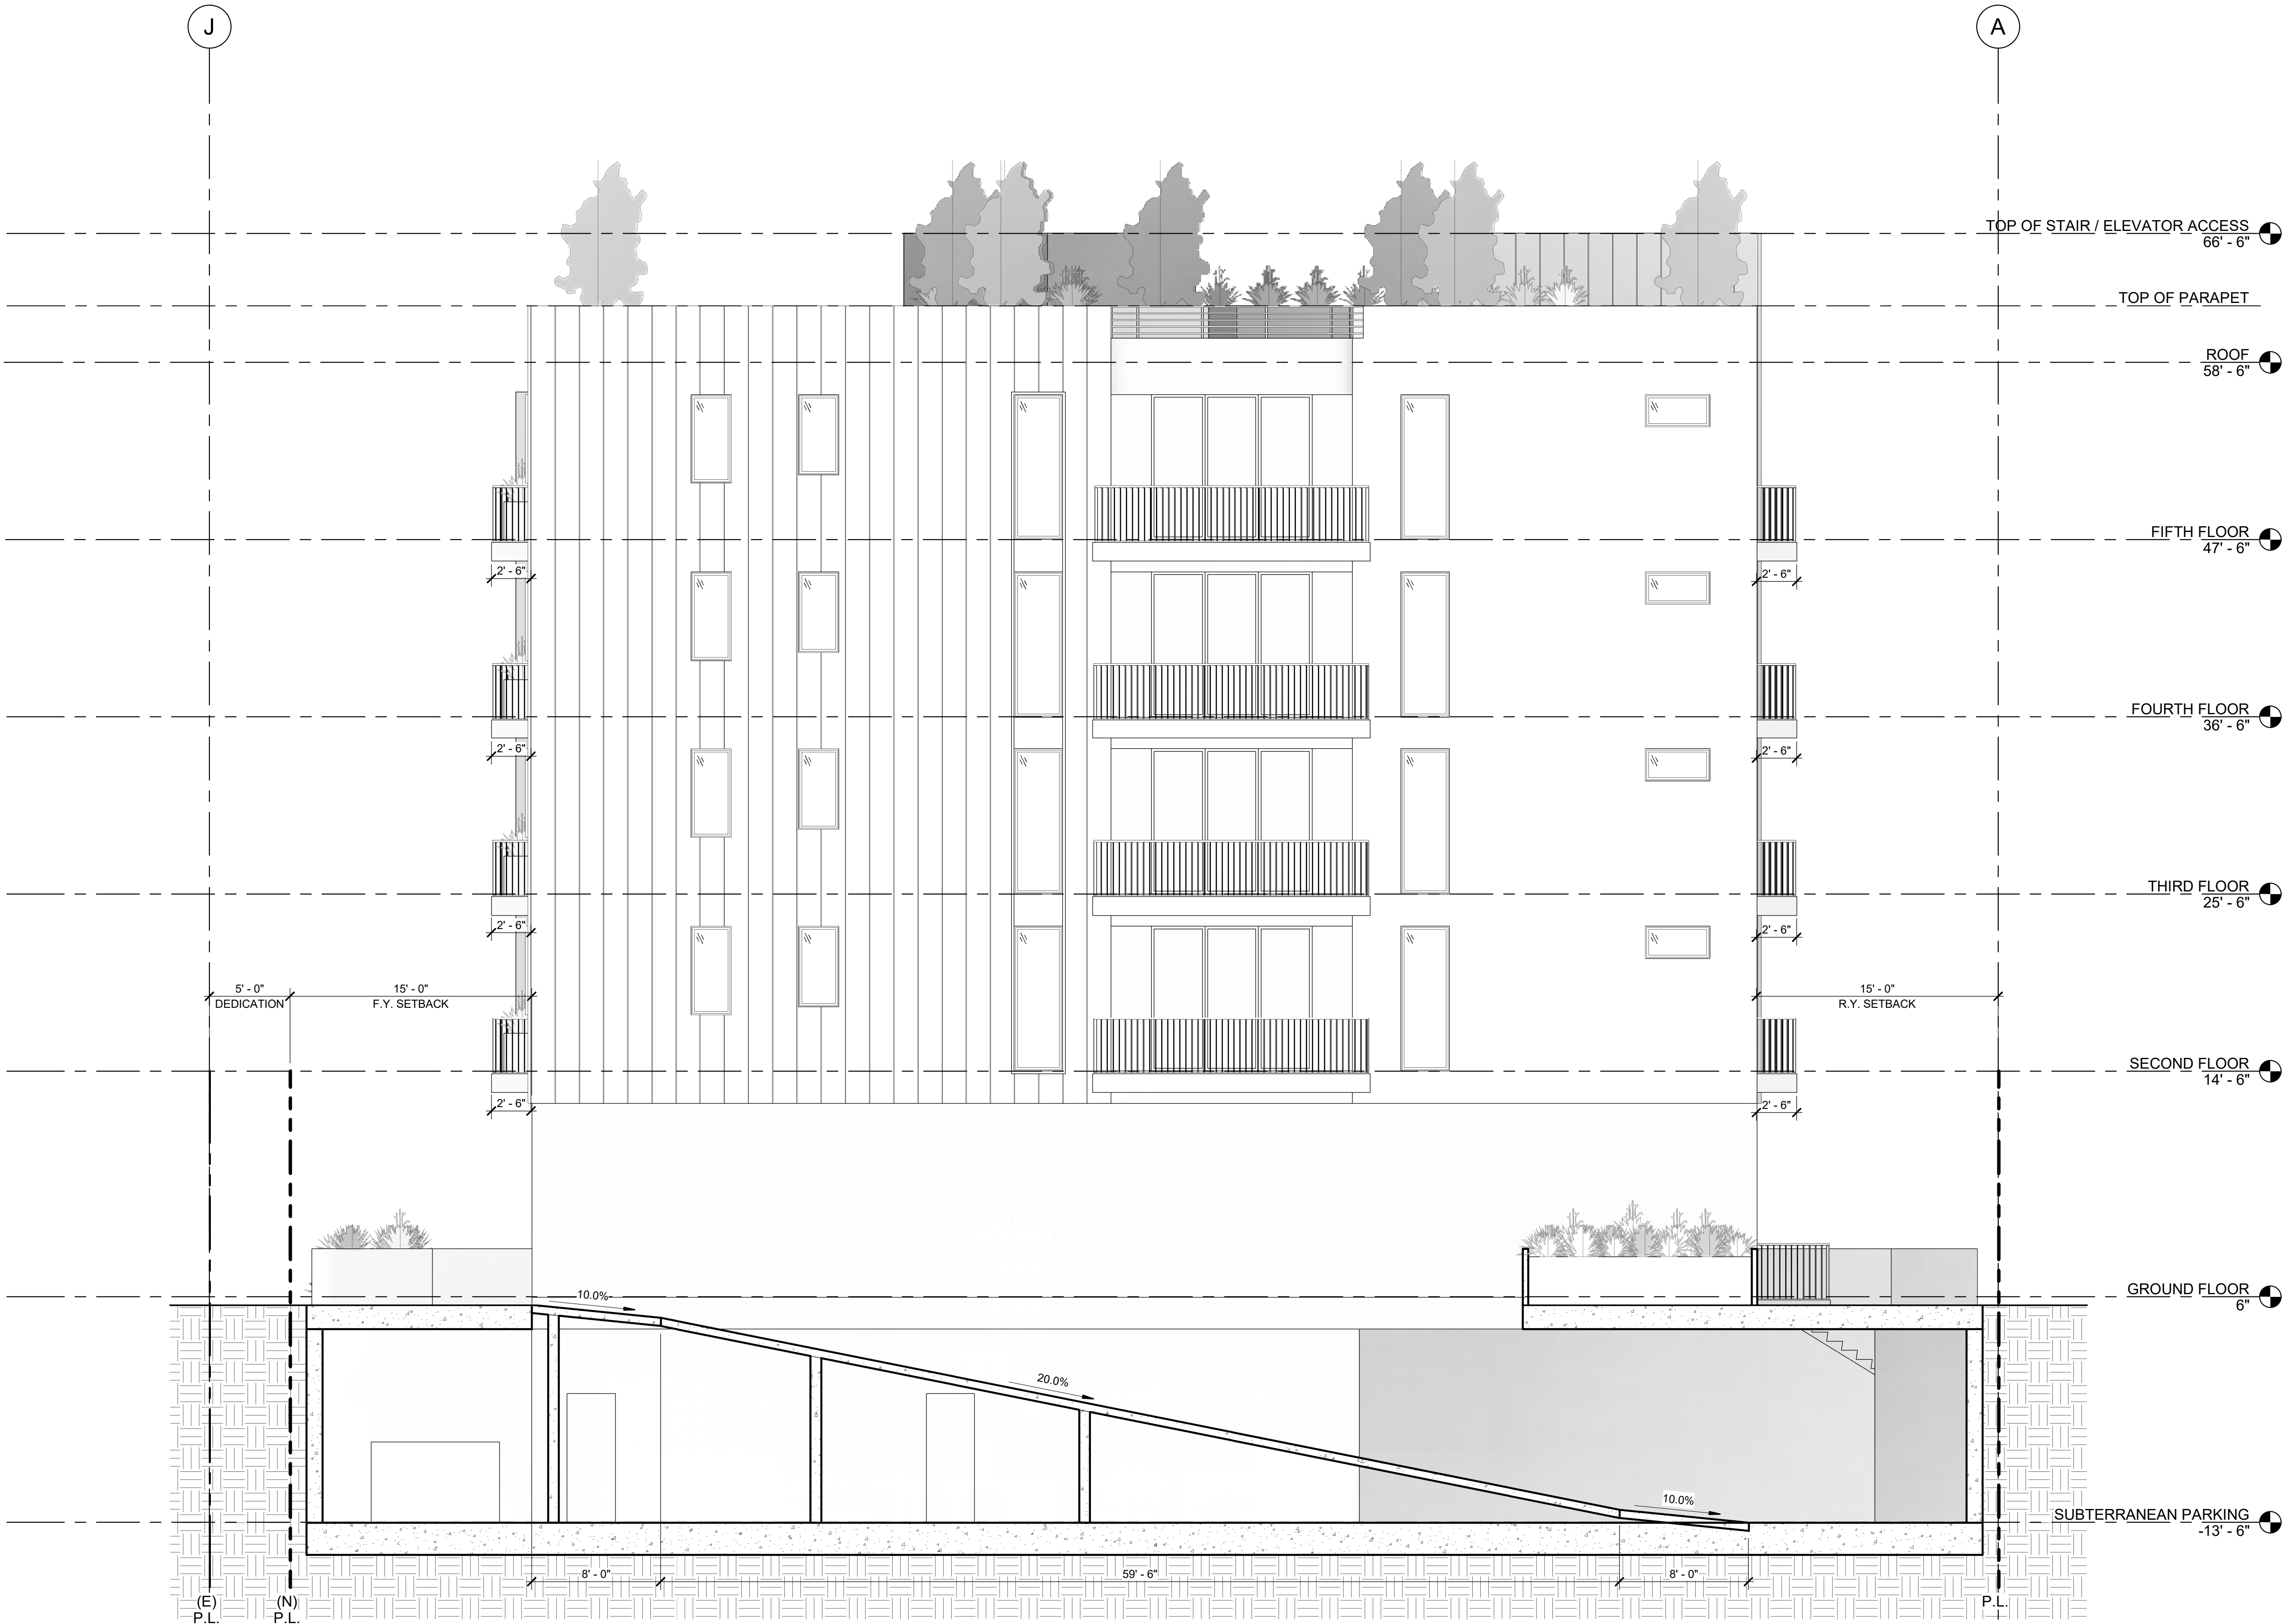 J
A
TOP OF STAIR / ELEVATOR ACCESS
66' - 6"
TOP OF PARAPET
ROOF
58' - 6"
FIFTH FLOOR
47' - 6"
2' - 6"
2' - 6"
FOURTH FLOOR
36' - 6"
2' - 6"
2' - 6"
THIRD FLOOR
25' - 6"
2' - 6"
2' - 6"
5' - 0"
DEDICATION
15' - 0"
F.Y. SETBACK
15' - 0"
R.Y. SETBACK
SECOND FLOOR
14' - 6"
2' - 6"
2' - 6"
GROUND FLOOR
6"
10.0%
20.0%
10.0%
SUBTERRANEAN PARKING
-13' - 6"
8' - 0"
59' - 6"
8' - 0"
(E)
P.L.
(N)
P.L.
P.L.